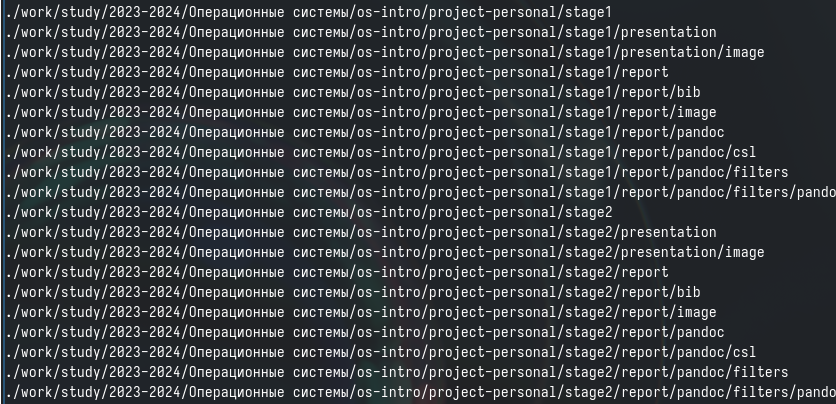 ./work/study/2023-2024/Операционные системы/os-intro/project-personal/stage1
./work/study/2023-2024/Операционные системы/os-intro/project-personal/stage1/presentation
./work/study/2023-2024/Операционные системы/os-intro/project-personal/stage1/presentation/image
./work/study/2023-2024/Операционные системы/os-intro/project-personal/stage1/report
./work/study/2023-2024/Операционные системы/os-intro/project-personal/stage1/report/bib
./work/study/2023-2024/Операционные системы/os-intro/project-personal/stage1/report/image
./work/study/2023-2024/Операционные системы/os-intro/project-personal/stage1/report/pandoc
./work/study/2023-2024/Операционные системы/os-intro/project-personal/stage1/report/pandoc/csl
./work/study/2023-2024/Операционные системы/os-intro/project-personal/stage1/report/pandoc/filters
./work/study/2023-2024/Операционные системы/os-intro/project-personal/stage1/report/pandoc/filters/pando
./work/study/2023-2024/Операционные системы/os-intro/project-personal/stage2
./work/study/2023-2024/Операционные системы/os-intro/project-personal/stage2/presentation
./work/study/2023-2024/Операционные системы/os-intro/project-personal/stage2/presentation/image
./work/study/2023-2024/Операционные системы/os-intro/project-personal/stage2/report
./work/study/2023-2024/Операционные системы/os-intro/project-personal/stage2/report/bib
./work/study/2023-2024/Операционные системы/os-intro/project-personal/stage2/report/image
./work/study/2023-2024/Операционные системы/os-intro/project-personal/stage2/report/pandoc
./work/study/2023-2024/Операционные системы/os-intro/project-personal/stage2/report/pandoc/csl
./work/study/2023-2024/Операционные системы/os-intro/project-personal/stage2/report/pandoc/filters
./work/study/2023-2024/Операционные системы/os-intro/project-personal/stage2/report/pandoc/filters/pando